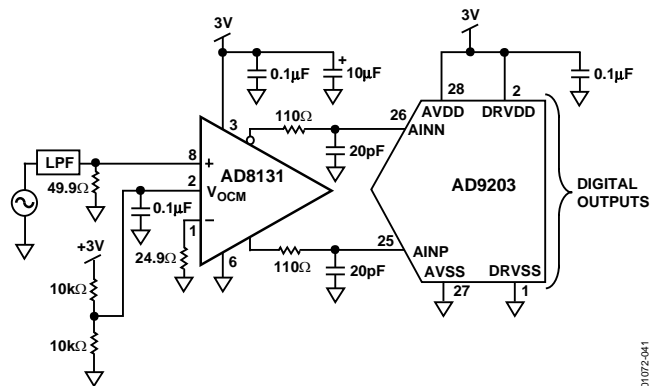 3V
3V
0.1μF
+
10μF
0.1μF
28
2
110Ω
26
AVDD
DRVDD
3
AINN
LPF
8
+
20pF
AD8131
AD9203
DIGITAL
OUTPUTS
49.9Ω
2
VOCM
0.1μF
−
1
25
AINP
+3V
24.9Ω
6
110Ω
20pF
AVSS
DRVSS
10kΩ
27
1
10kΩ
01072-041